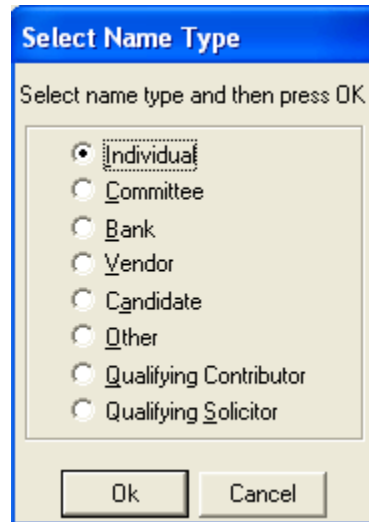 Select Name Type
Select name type and then press OK
Individual
Committee
Bank
Vendor
Candidate
Other
Qualifying Contributor
Qualifying Solicitor
Ok Cancel